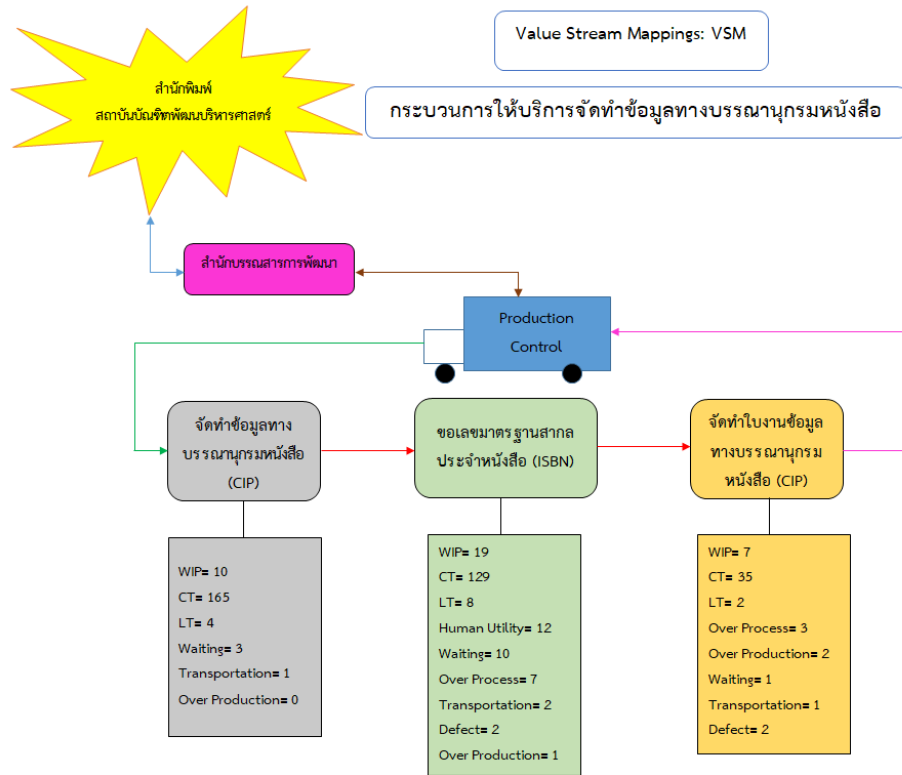 Value Stream Mappings: VSM
สำนักพิมพ์
สถาบันบัณฑิตพัฒนบริหารศาสตร์
กระบวนการให้บริการจัดทำข้อมูลทางบรรณานุกรมหนังสือ
สำนักบรรณสารการพัฒนา
Production
Control
จัดทำข้อมูลทาง
บรรณานุกรมหนังสือ
(CIP)
ขอเลขมาตรฐานสากล
ประจำหนังสือ (ISBN)
จัดทำใบงานข้อมูล
ทางบรรณานุกรม
หนังสือ (CIP)
WIP= 10
CT= 165
LT= 4
Waiting= 3
Transportation= 1
Over Production= 0
WIP= 19
CT= 129
LT= 8
Human Utility= 12
Waiting= 10
Over Process= 7
Transportation= 2
Defect= 2
Over Production= 1
WIP= 7
CT= 35
LT= 2
Over Process= 3
Over Production= 2
Waiting= 1
Transportation= 1
Defect= 2